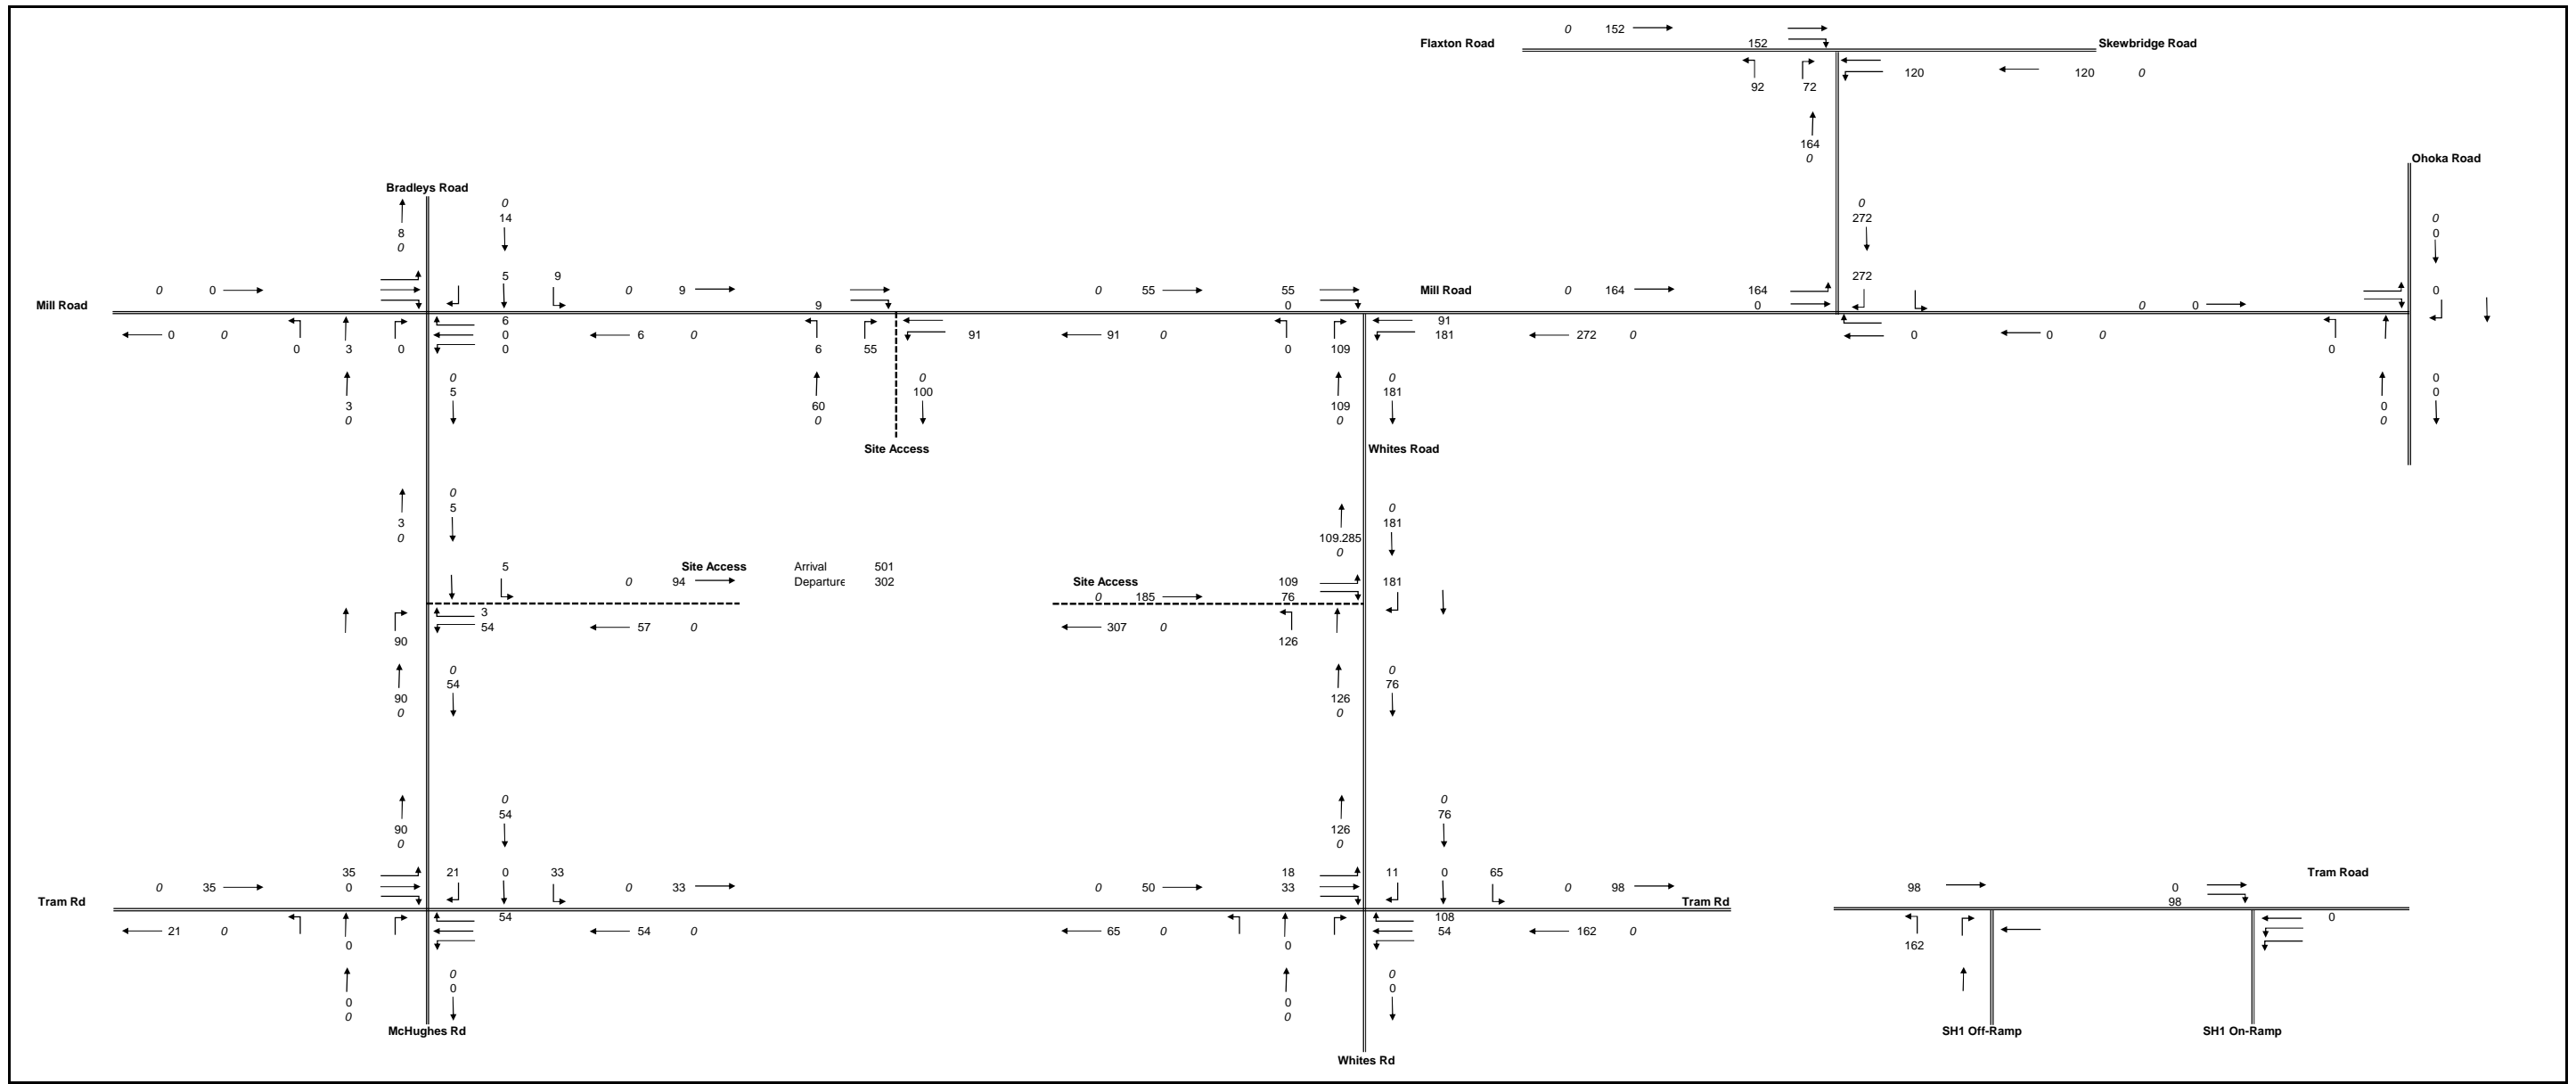 0 152
Flaxton Road 152 Skewbridge Road
120 120 0
92 72
164
0 Ohoka Road
Bradleys Road
0 0
14 272 0
8 0
0
5 9 272
0 0 0 9 0 55 55 Mill Road 0 164 164 0
Mill Road 9 0 0 0 0
6 91
0 0 0 6 0 91 91 0 181 272 0 0 0 0
0 3 0 0 6 55 0 109 0
0 0 0 0
5 100 181 0
3 60 109 0
0 0 0 0
Site Access Whites Road
0 0
5 181
3 109.285
0 0
5 Site Access Arrival 501
0 94 Departure 302 Site Access 109 181
0 185 76
3
54 57 0 307 0
90 126
0 0
54 76
90 126
0 0
0 0
54 76
90 126
0 0
35 21 0 33 18 11 0 65 Tram Road
0 35 0 0 33 0 50 33 0 98 98 0
Tram Rd Tram Rd 98
54 108 0
21 0 54 0 65 0 54 162 0
0 0 162
0 0
0 0
0 0
0 0
McHughes Rd SH1 Off-Ramp SH1 On-Ramp
Whites Rd